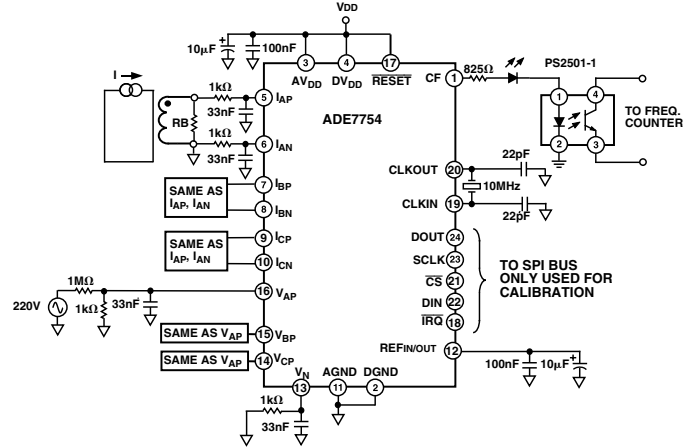 VDD
10μF
+
100nF
3
4
17
AVDD
DVDD
RESET
ADE7754
CF
1
825Ω
PS2501-1
1
4
2
3
TO FREQ.
COUNTER
I
RB
1kΩ
33nF
5
IAP
1kΩ
33nF
6
IAN
SAME AS
IAP, IAN
7
IBP
8
IBN
SAME AS
IAP, IAN
9
ICP
10
ICN
220V
1MΩ
1kΩ
33nF
16
VAP
SAME AS VAP
15
VBP
SAME AS VAP
14
VCP
CLKOUT
20
22pF
10MHz
CLKIN
19
22pF
DOUT
24
SCLK
23
CS
21
DIN
22
IRQ
18
TO SPI BUS
ONLY USED FOR
CALIBRATION
REFIN/OUT
12
100nF
10μF
+
VN
13
AGND
11
DGND
2
1kΩ
33nF